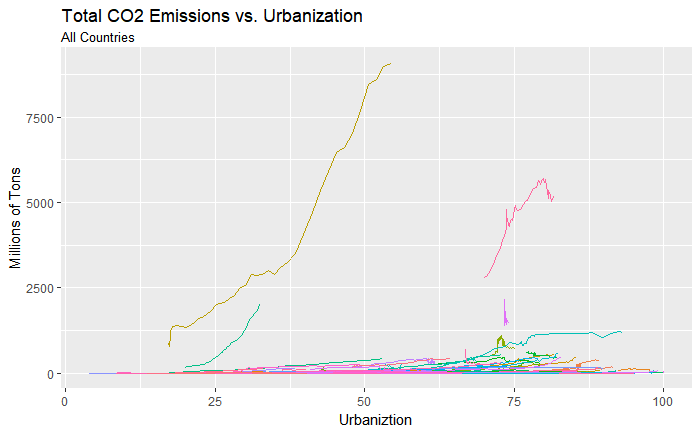 Total CO2 Emissions vs. Urbanization
All Countries
7500
5000
2500
0
Millions of Tons
0 25 50 75 100
Urbaniztion